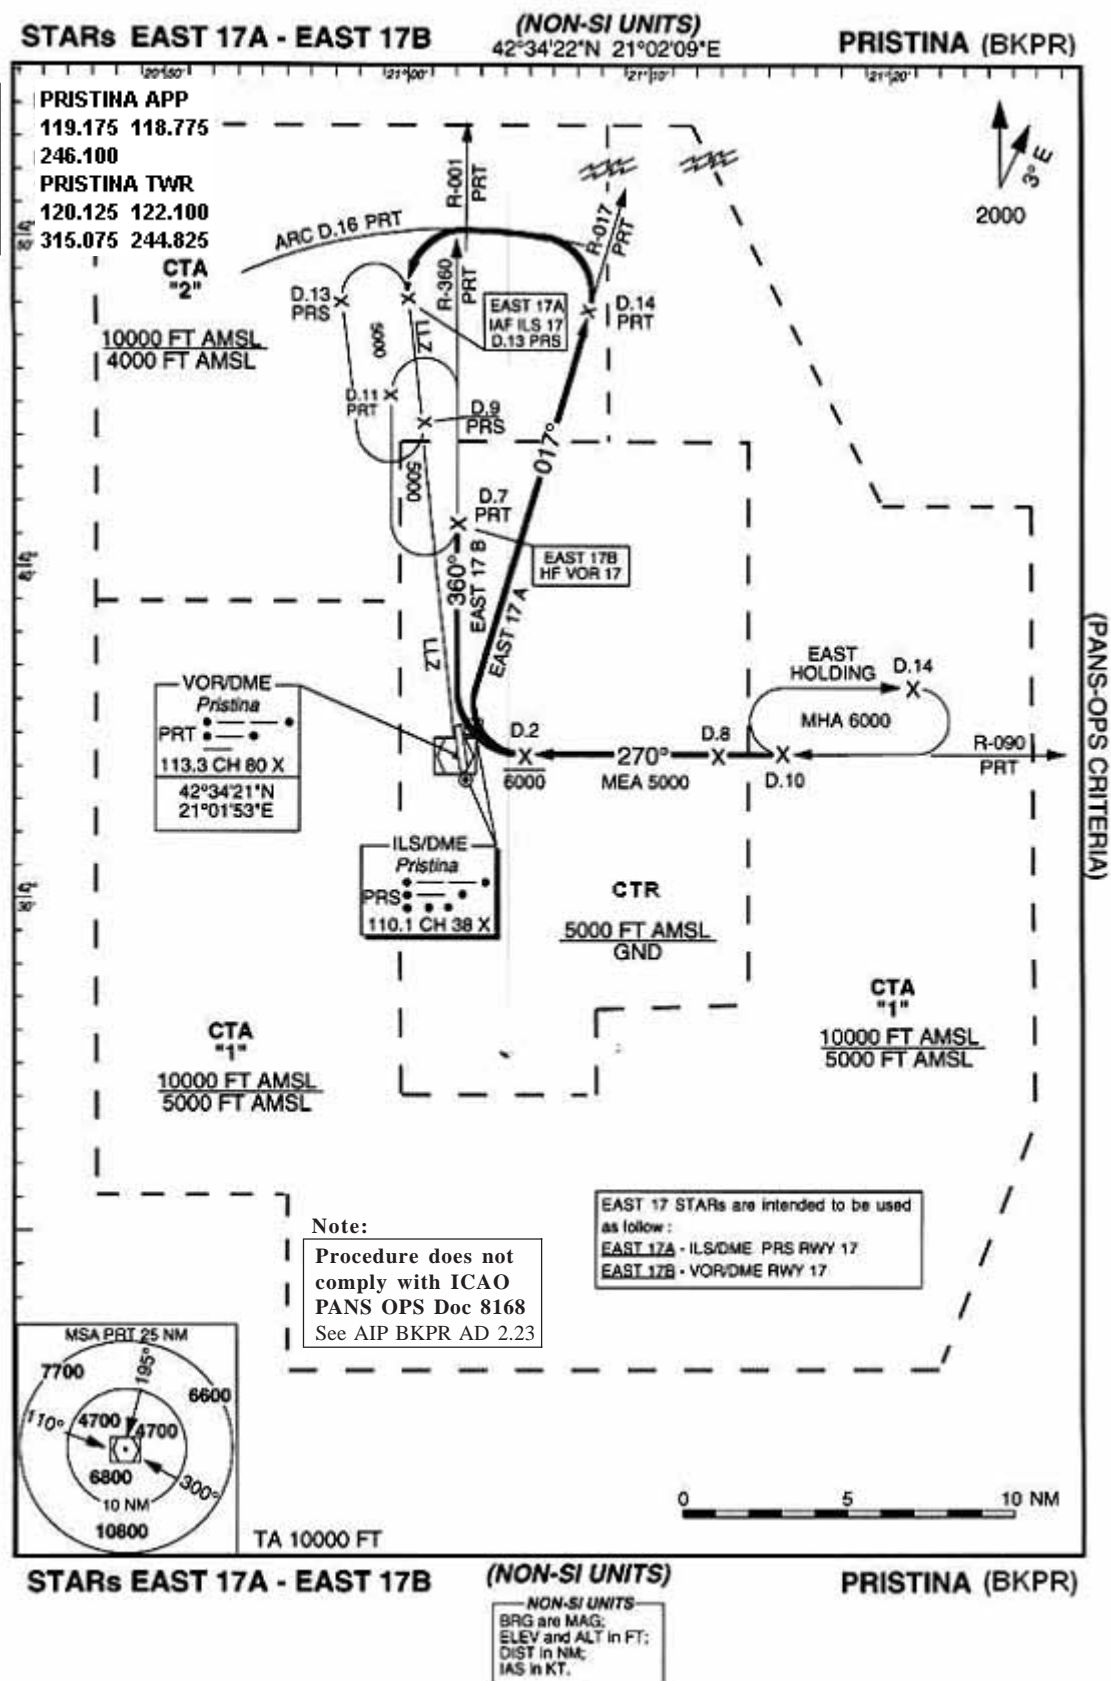 STARs EAST 17A - EAST 17B
(NON-SI UNITS)
42°34'22"N 21°02'09"E
PRISTINA (BKPR)
20°50'
21°00'
21°10'
21°20'
PRISTINA APP
119.175 118.775
246.100
PRISTINA TWR
120.125 122.100
315.075 244.825
3° E
2000
R-001
PRT
ARC D.16 PRT
R-017
PRT
R-360
PRT
CTA
"2"
10000 FT AMSL
4000 FT AMSL
D.13
PRS
5000
LLZ
EAST 17A
IAF ILS 17
D.13 PRS
D.14
PRT
D.11
PRT
D.9
PRS
017°
5000
D.7
PRT
EAST 17B
HF VOR 17
360°
EAST 17 B
EAST 17 A
LLZ
EAST
HOLDING
D.14
MHA 6000
VOR/DME
Pristina
PRT
113.3 CH 80 X
42°34'21"N
21°01'53"E
D.2
6000
270°
MEA 5000
D.8
D.10
R-090
PRT
(PANS-OPS CRITERIA)
ILS/DME
Pristina
PRS
110.1 CH 38 X
CTR
5000 FT AMSL
GND
CTA
"1"
10000 FT AMSL
5000 FT AMSL
CTA
"1"
10000 FT AMSL
5000 FT AMSL
EAST 17 STARs are intended to be used
as follow :
EAST 17A - ILS/DME PRS RWY 17
EAST 17B - VOR/DME RWY 17
Note:
Procedure does not
comply with ICAO
PANS OPS Doc 8168
See AIP BKPR AD 2.23
MSA PRT 25 NM
7700
195°
6600
110°
4700
4700
6800
300°
10 NM
10800
TA 10000 FT
0 5 10 NM
STARs EAST 17A - EAST 17B
(NON-SI UNITS)
PRISTINA (BKPR)
NON-SI UNITS
BRG are MAG;
ELEV and ALT in FT;
DIST in NM;
IAS in KT.